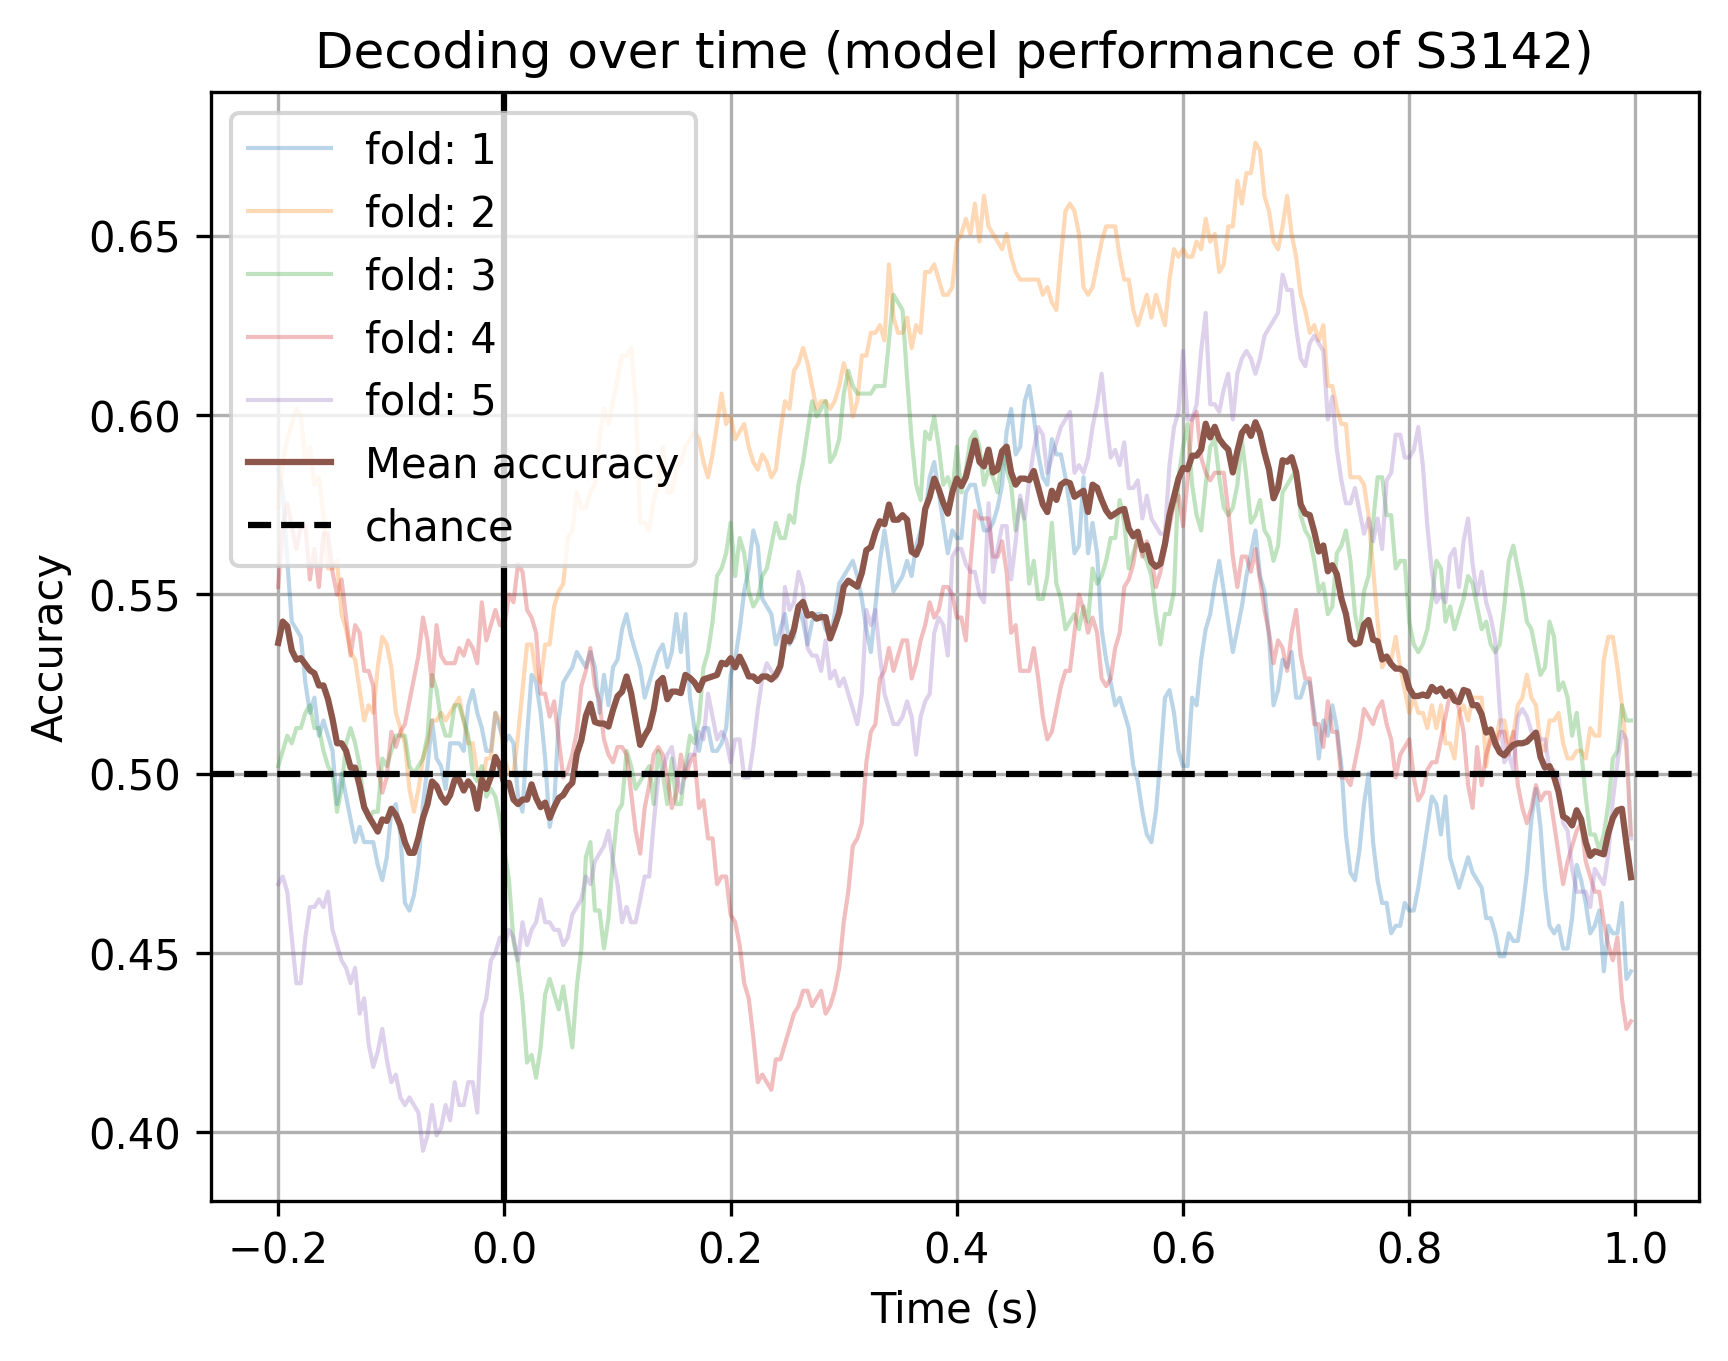 Decoding over time (model performance of S3142)
fold: 1
fold: 2
fold: 3
fold: 4
fold: 5
Mean accuracy
chance
Accuracy
0.65
0.60
0.55
0.50
0.45
0.40
−0.2 0.0 0.2 0.4 0.6 0.8 1.0
Time (s)